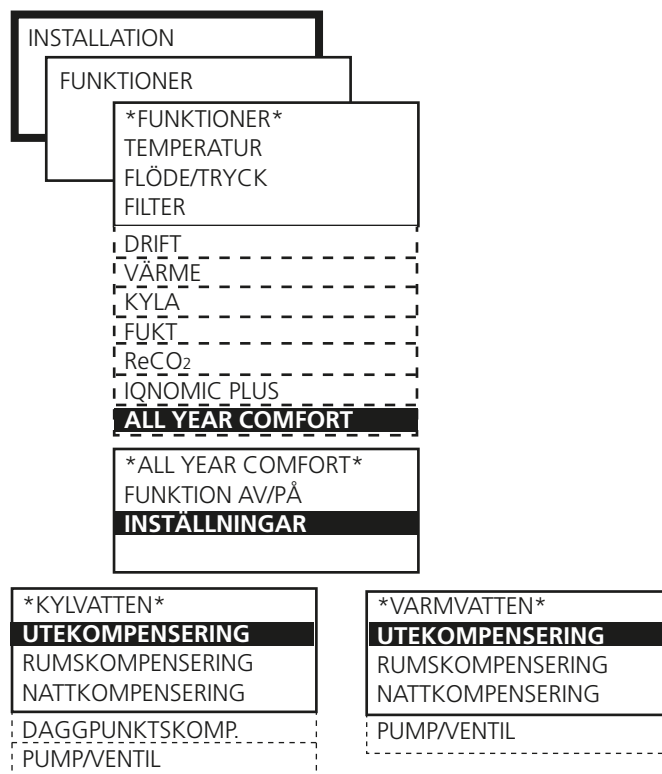 INSTALLATION
FUNKTIONER
*FUNKTIONER*
TEMPERATUR
FLÖDE/TRYCK
FILTER
DRIFT
VÄRME
KYLA
FUKT
ReCO₂
IQNOMIC PLUS
ALL YEAR COMFORT
*ALL YEAR COMFORT*
FUNKTION AV/PÅ
INSTÄLLNINGAR
*KYLVATTEN*
UTEKOMPENSERING
RUMSKOMPENSERING
NATTKOMPENSERING
DAGGPUNKTSKOMP.
PUMP/VENTIL
*VARMVATTEN*
UTEKOMPENSERING
RUMSKOMPENSERING
NATTKOMPENSERING
PUMP/VENTIL